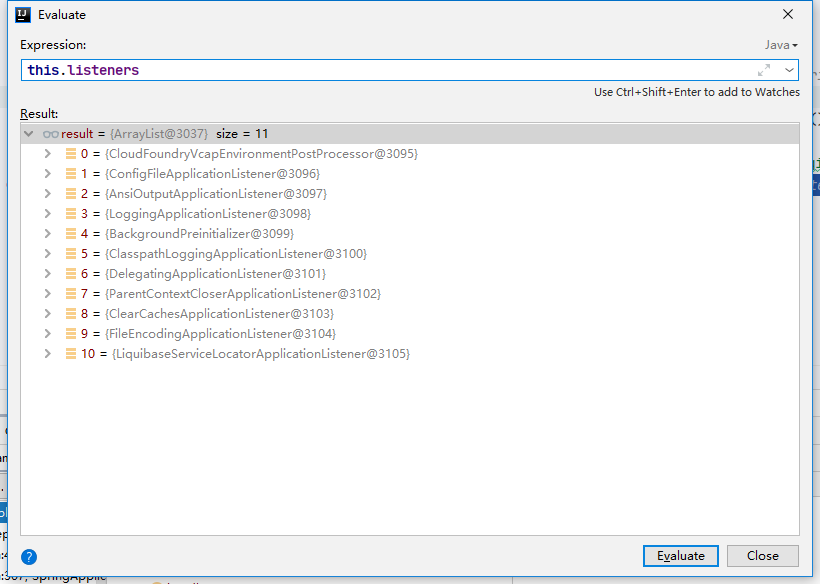 Evaluate
Expression:
Java
this.listeners
Use Ctrl+Shift+Enter to add to Watches
Result:
result = {ArrayList@3037} size = 11
0 = {CloudFoundryVcapEnvironmentPostProcessor@3095}
1 = {ConfigFileApplicationListener@3096}
2 = {AnsiOutputApplicationListener@3097}
3 = {LoggingApplicationListener@3098}
4 = {BackgroundPreinitializer@3099}
5 = {ClasspathLoggingApplicationListener@3100}
6 = {DelegatingApplicationListener@3101}
7 = {ParentContextCloserApplicationListener@3102}
8 = {ClearCachesApplicationListener@3103}
9 = {FileEncodingApplicationListener@3104}
10 = {LiquibaseServiceLocatorApplicationListener@3105}
?
Evaluate
Close